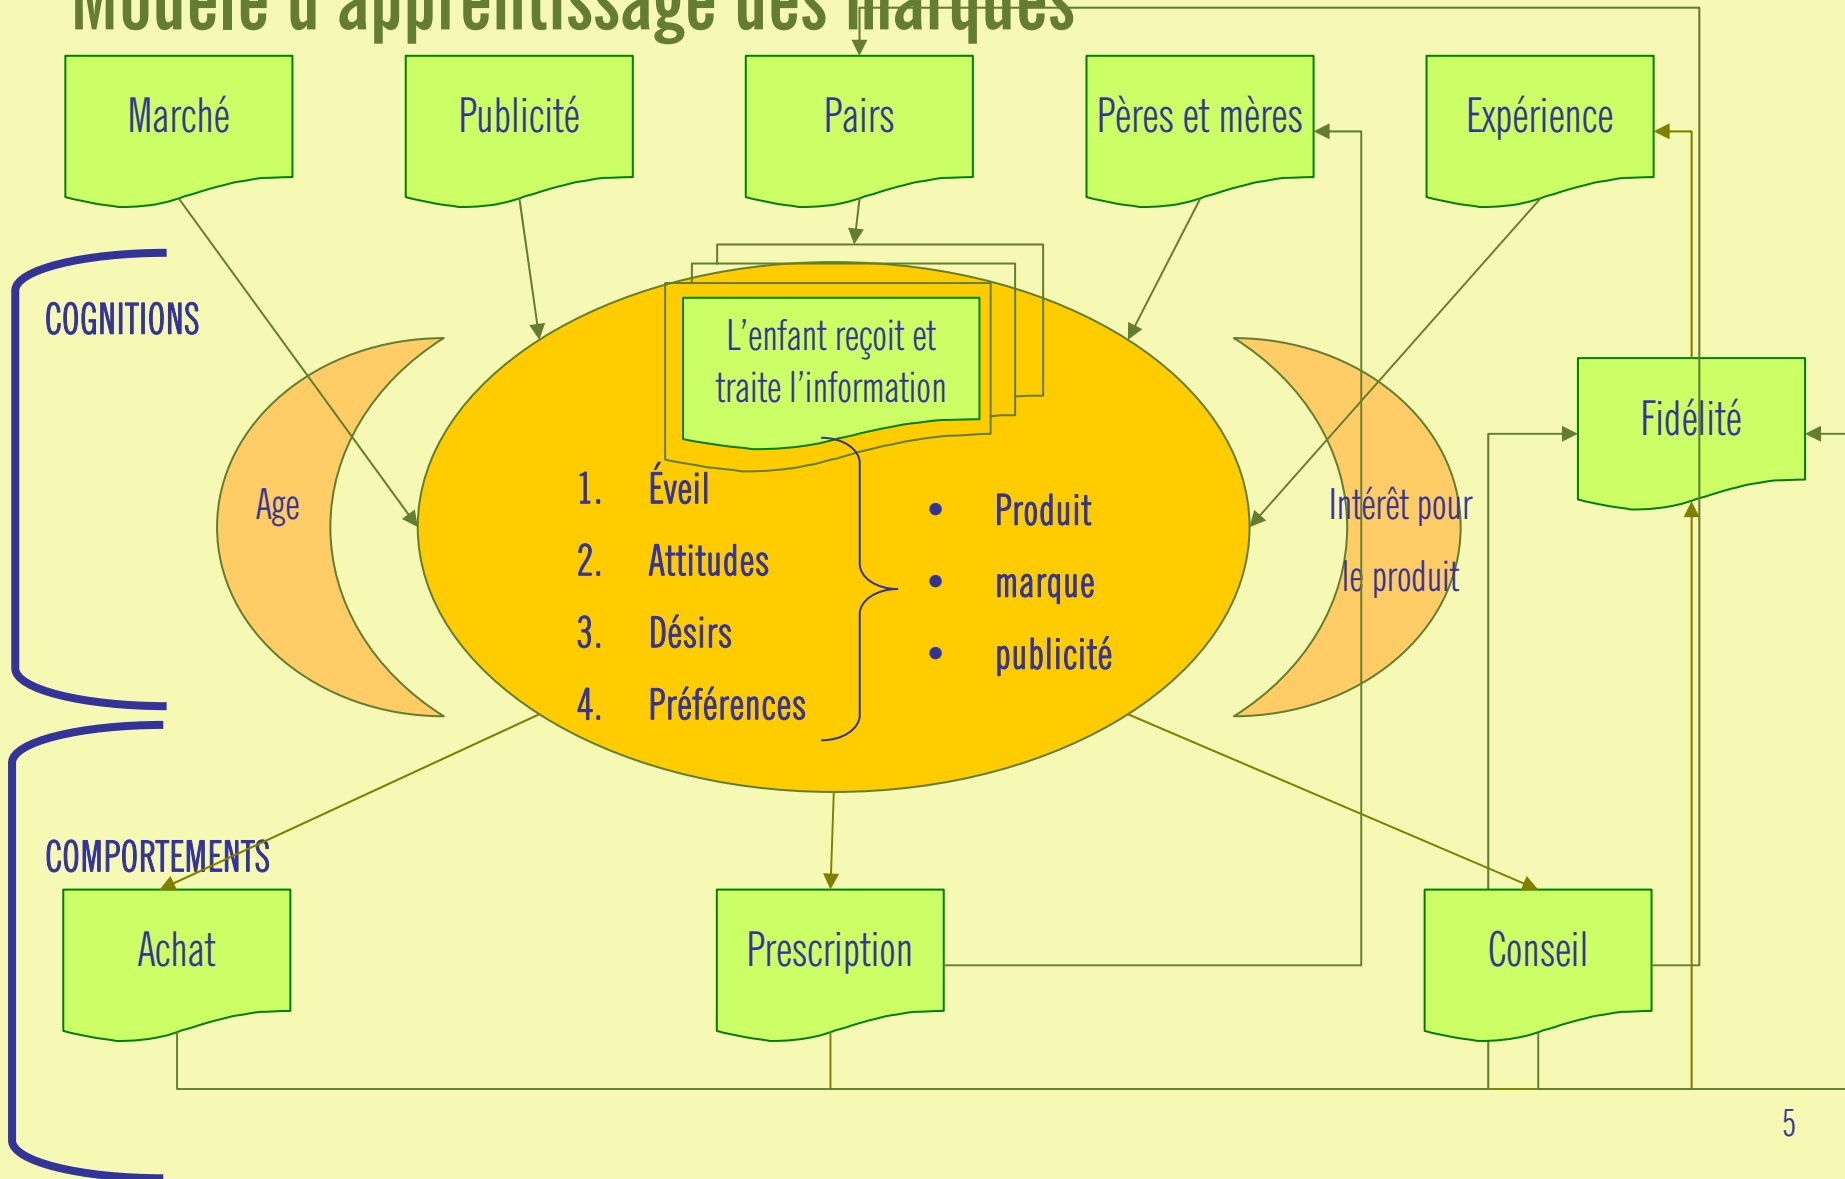 Modèle d'apprentissage des marques
Marché
Publicité
Pairs
Pères et mères
Expérience
COGNITIONS
L'enfant reçoit et
traite l'information
Fidélité
Age
1. Éveil
2. Attitudes
3. Désirs
4. Préférences
• Produit
• marque
• publicité
Intérêt pour
le produit
COMPORTEMENTS
Achat
Prescription
Conseil
5